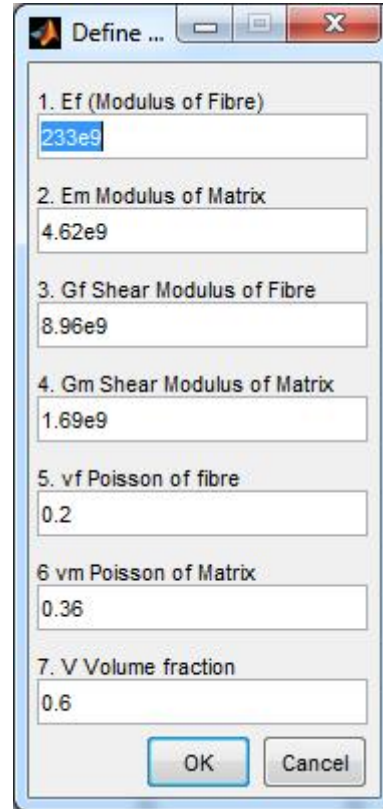 Define ...
1. Ef (Modulus of Fibre)
233e9
2. Em Modulus of Matrix
4.62e9
3. Gf Shear Modulus of Fibre
8.96e9
4. Gm Shear Modulus of Matrix
1.69e9
5. vf Poisson of fibre
0.2
6 vm Poisson of Matrix
0.36
7. V Volume fraction
0.6
OK Cancel